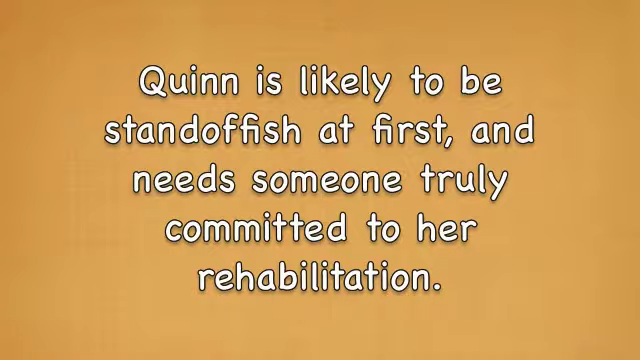 Quinn is likely to be
standoffish at first, and
needs someone truly
committed to her
rehabilitation.